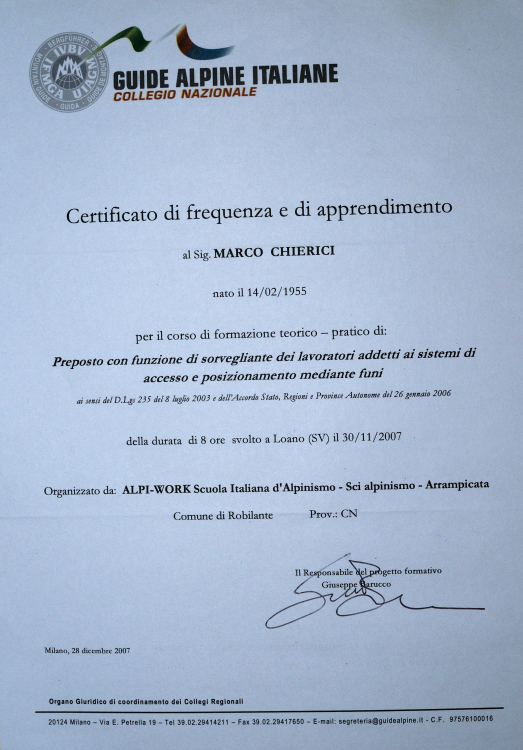 BERGFÜHRER
IVBV
UIAGM
IFMGA
GUIDA
GUIDE ALPINE ITALIANE
COLLEGIO NAZIONALE
Certificato di frequenza e di apprendimento
al Sig. MARCO CHIERICI
nato il 14/02/1955
per il corso di formazione teorico – pratico di:
Preposto con funzione di sorvegliante dei lavoratori addetti ai sistemi di
accesso e posizionamento mediante funi
ai sensi del D.Lgs 235 del 8 luglio 2003 e dell'Accordo Stato, Regioni e Province Autonome del 26 gennaio 2006
della durata di 8 ore svolto a Loano (SV) il 30/11/2007
Organizzato da: ALPI-WORK Scuola Italiana d'Alpinismo - Sci alpinismo - Arrampicata
Comune di Robilante Prov.: CN
Il Responsabile del progetto formativo
Giuseppe Barucco
Milano, 28 dicembre 2007
Organo Giuridico di coordinamento dei Collegi Regionali
20124 Milano – Via E. Petrella 19 – Tel 39.02.29414211 – Fax 39.02.29417650 – E-mail: segreteria@guidealpine.it - C.F. 97576100016